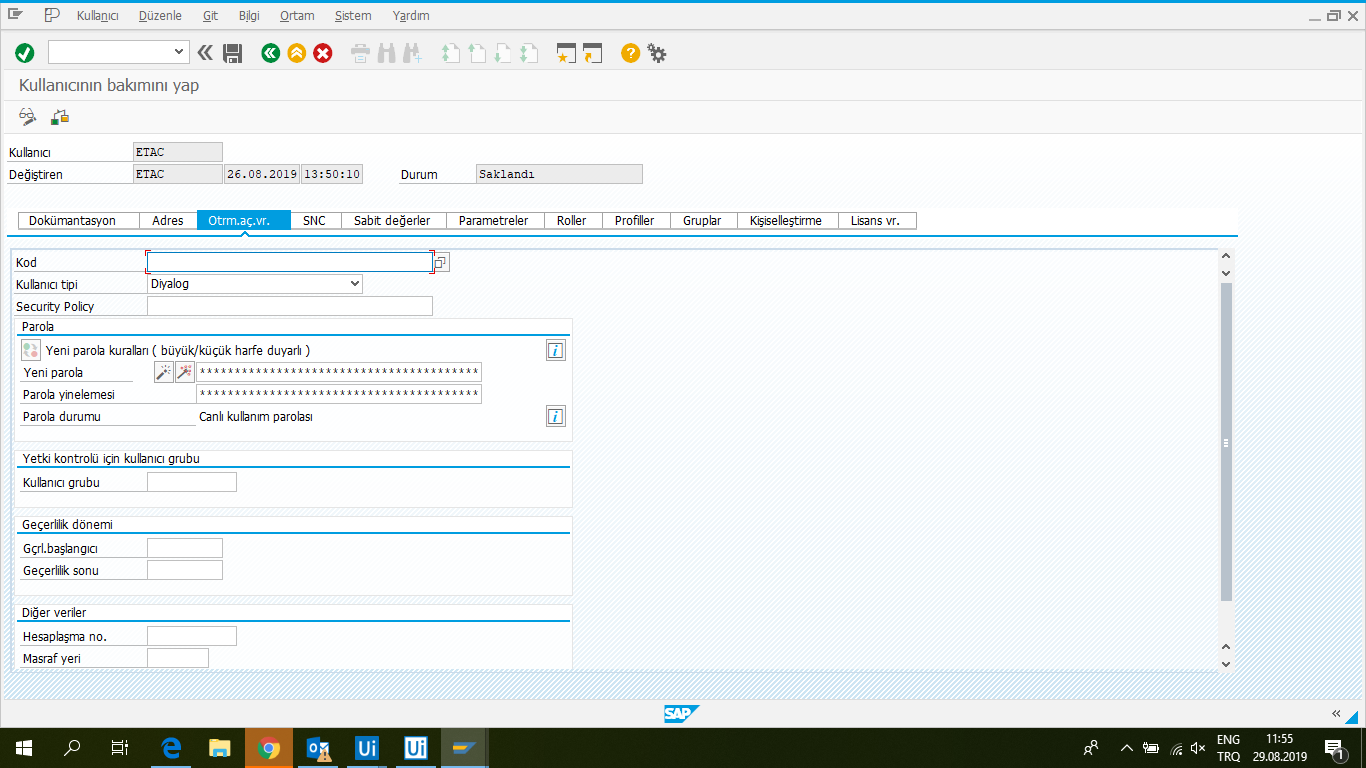 Kullanıcı Düzenle Git Bilgi Ortam Sistem Yardım
Kullanıcının bakımını yap
Kullanıcı ETAC
Değiştiren ETAC 26.08.2019 13:50:10 Durum Saklandı
Dokümantasyon Adres Otrm.aç.vr. SNC Sabit değerler Parametreler Roller Profiller Gruplar Kişiselleştirme Lisans vr.
Kod
Kullanıcı tipi Diyalog
Security Policy
Parola
Yeni parola kuralları ( büyük/küçük harfe duyarlı )
Yeni parola ****************************************
Parola yinelemesi ****************************************
Parola durumu Canlı kullanım parolası
Yetki kontrolü için kullanıcı grubu
Kullanıcı grubu
Geçerlilik dönemi
Gçrl.başlangıcı
Geçerlilik sonu
Diğer veriler
Hesaplaşma no.
Masraf yeri
SAP
Ui Ui ENG 11:55
TRQ 29.08.2019 1